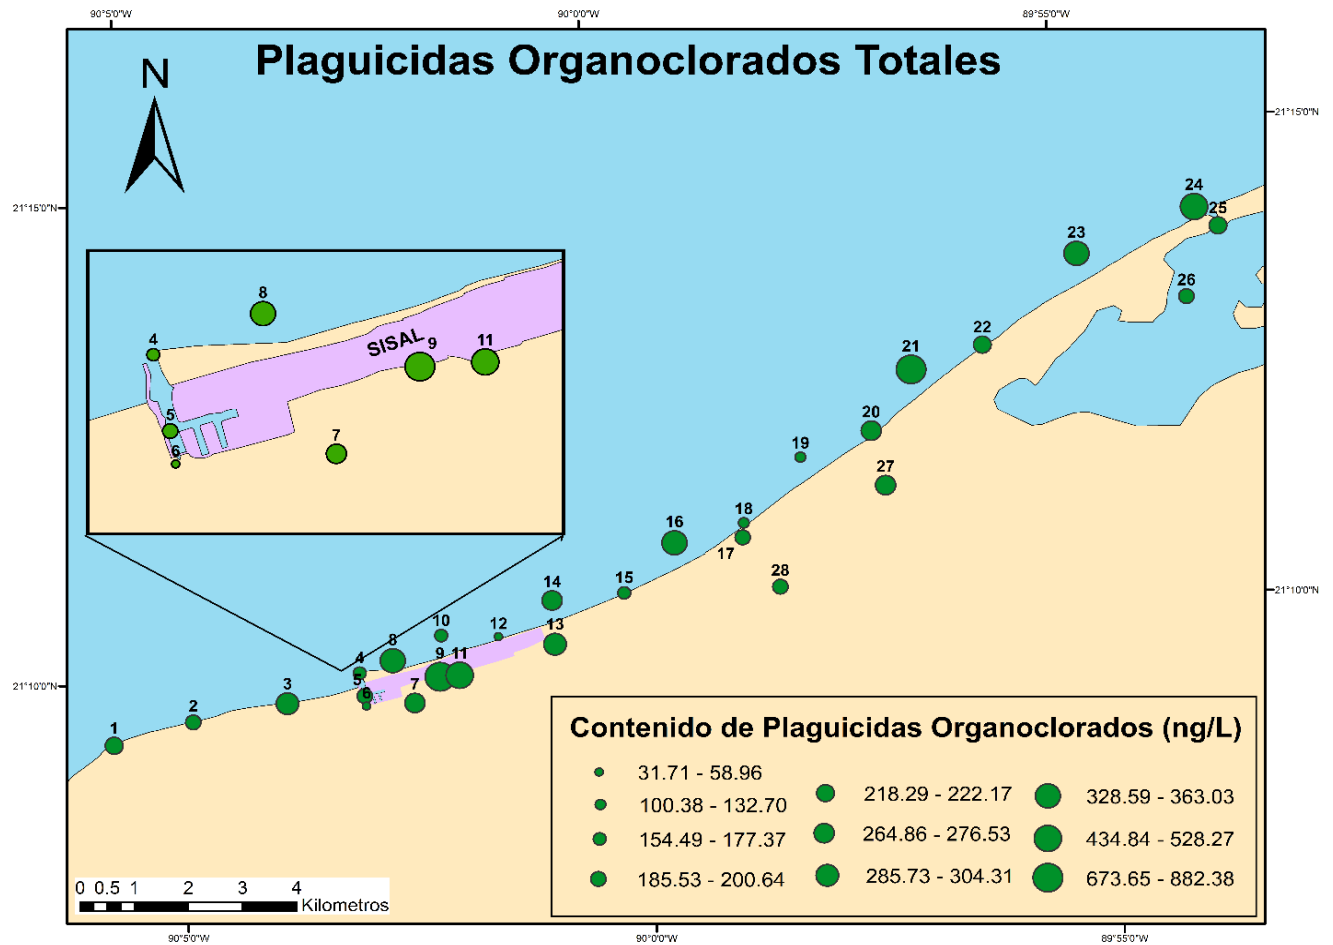 90°5'0"W 90°0'0"W 89°55'0"W
Plaguicidas Organoclorados Totales
N
21°15'0"N
21°15'0"N
24
25
23
26
8
4
SISAL
9
11
5
7
6
22
21
20
19
27
18
17
16
28
15
14
13
12
10
8
4
9
11
5
6
7
3
2
1
21°10'0"N
21°10'0"N
Contenido de Plaguicidas Organoclorados (ng/L)
31.71 - 58.96
100.38 - 132.70
154.49 - 177.37
185.53 - 200.64
218.29 - 222.17
264.86 - 276.53
285.73 - 304.31
328.59 - 363.03
434.84 - 528.27
673.65 - 882.38
0 0.5 1 2 3 4
Kilometros
90°5'0"W 90°0'0"W 89°55'0"W